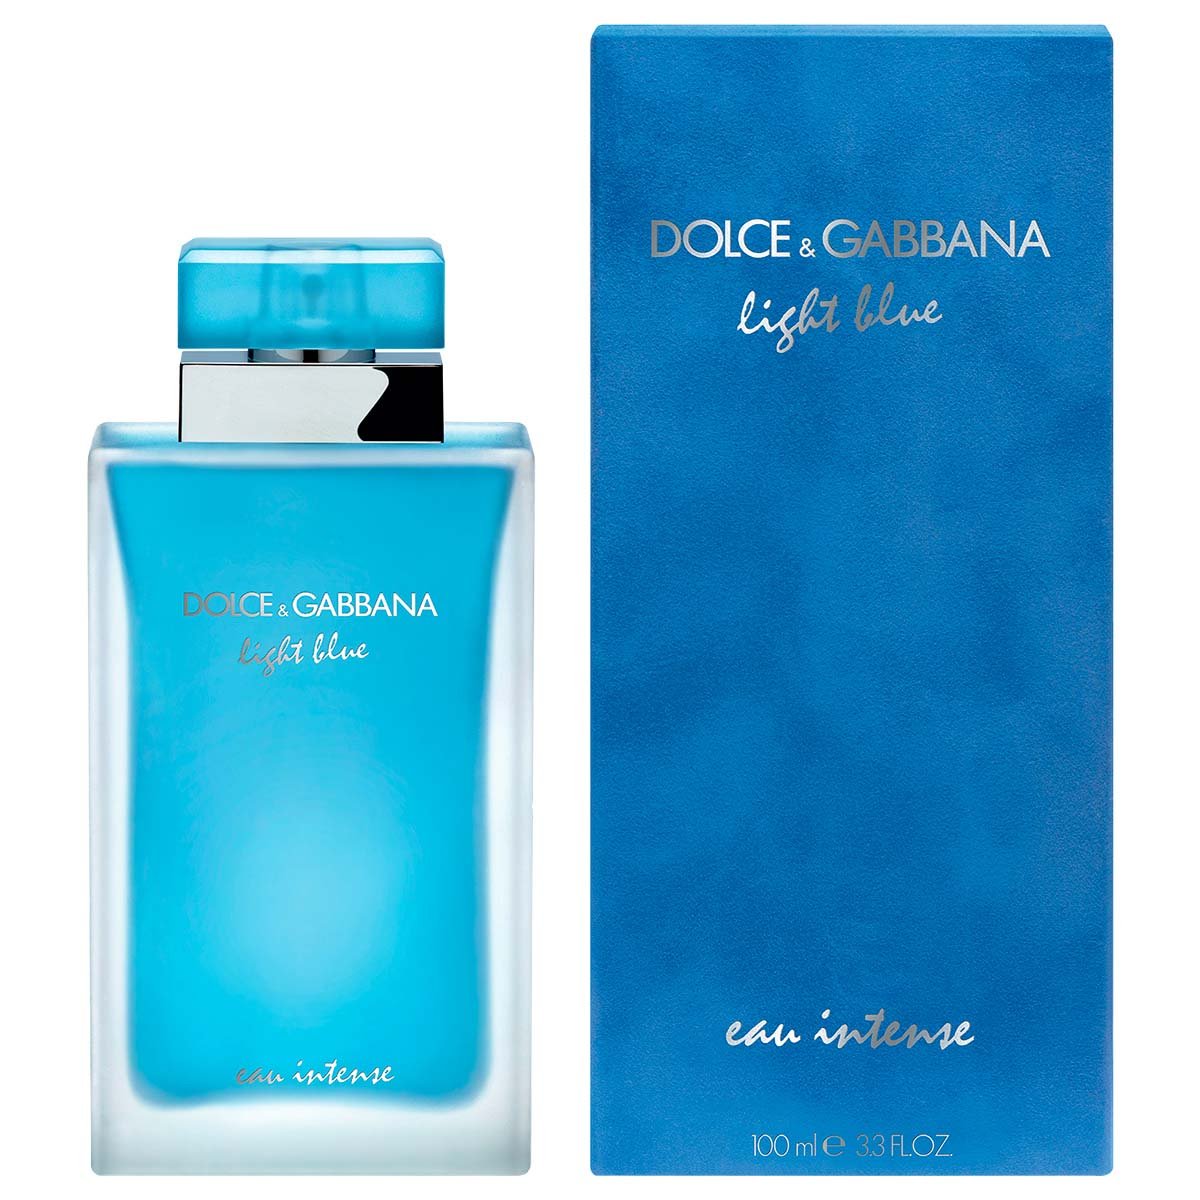 DOLCE & GABBANA
light blue
eau intense
DOLCE & GABBANA
light blue
eau intense
100 ml e 3.3 FL.OZ.